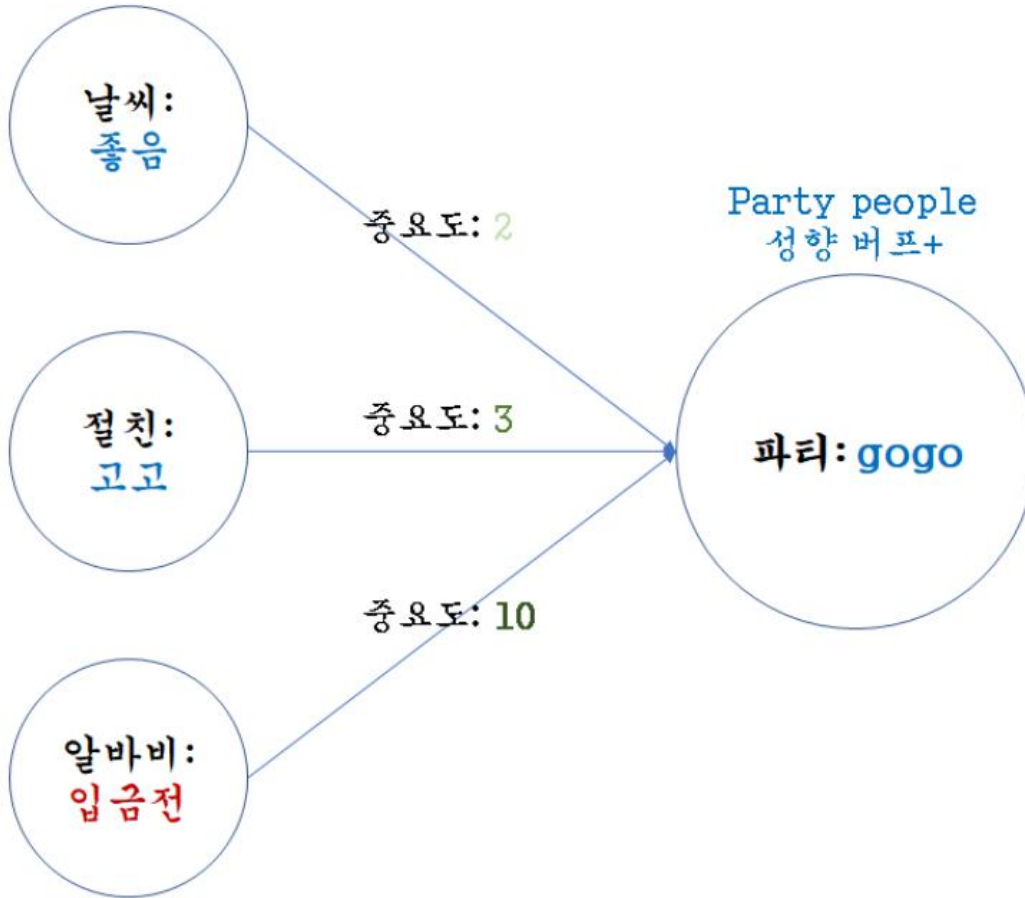 날씨:
좋음
중요도: 2
Party people
성향 버프+
절친:
고고
중요도: 3
파티: gogo
중요도: 10
알바비:
입금전